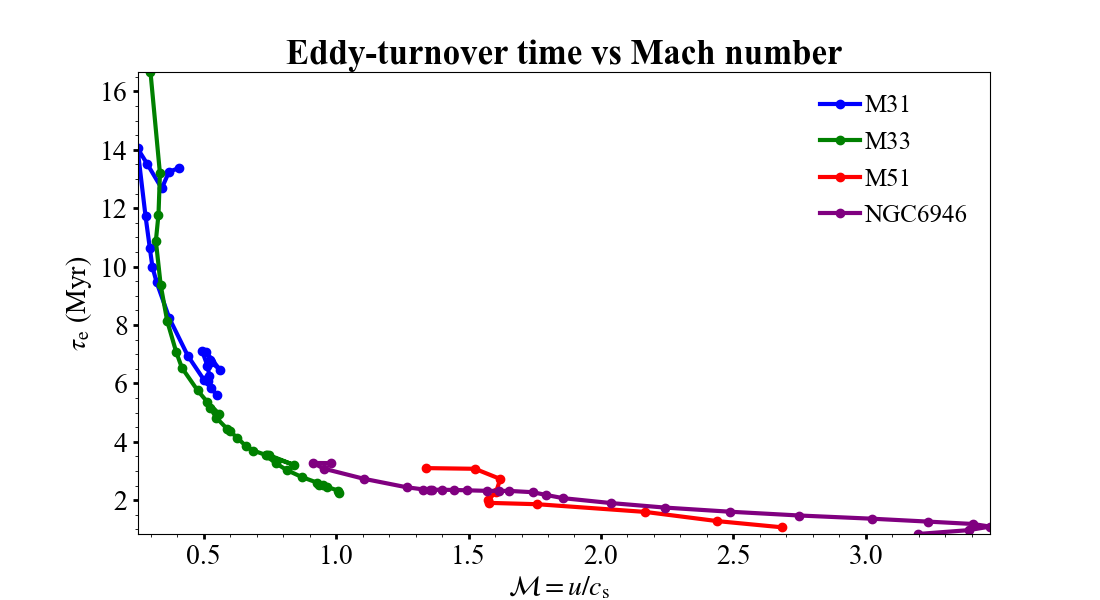 Eddy-turnover time vs Mach number
M31
M33
M51
NGC6946
τe (Myr)
16
14
12
10
8
6
4
2
0.5 1.0 1.5 2.0 2.5 3.0
ℳ = u/cs